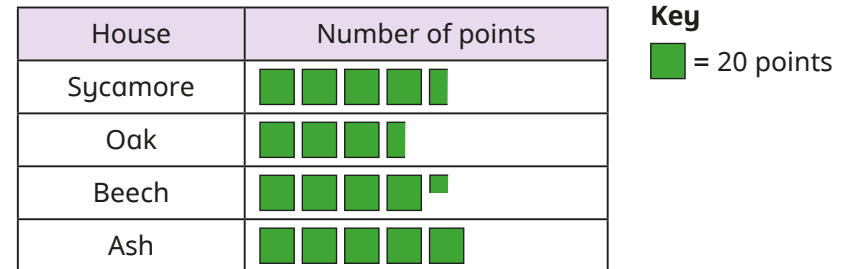 House Number of points
Sycamore
Oak
Beech
Ash
Key
= 20 points